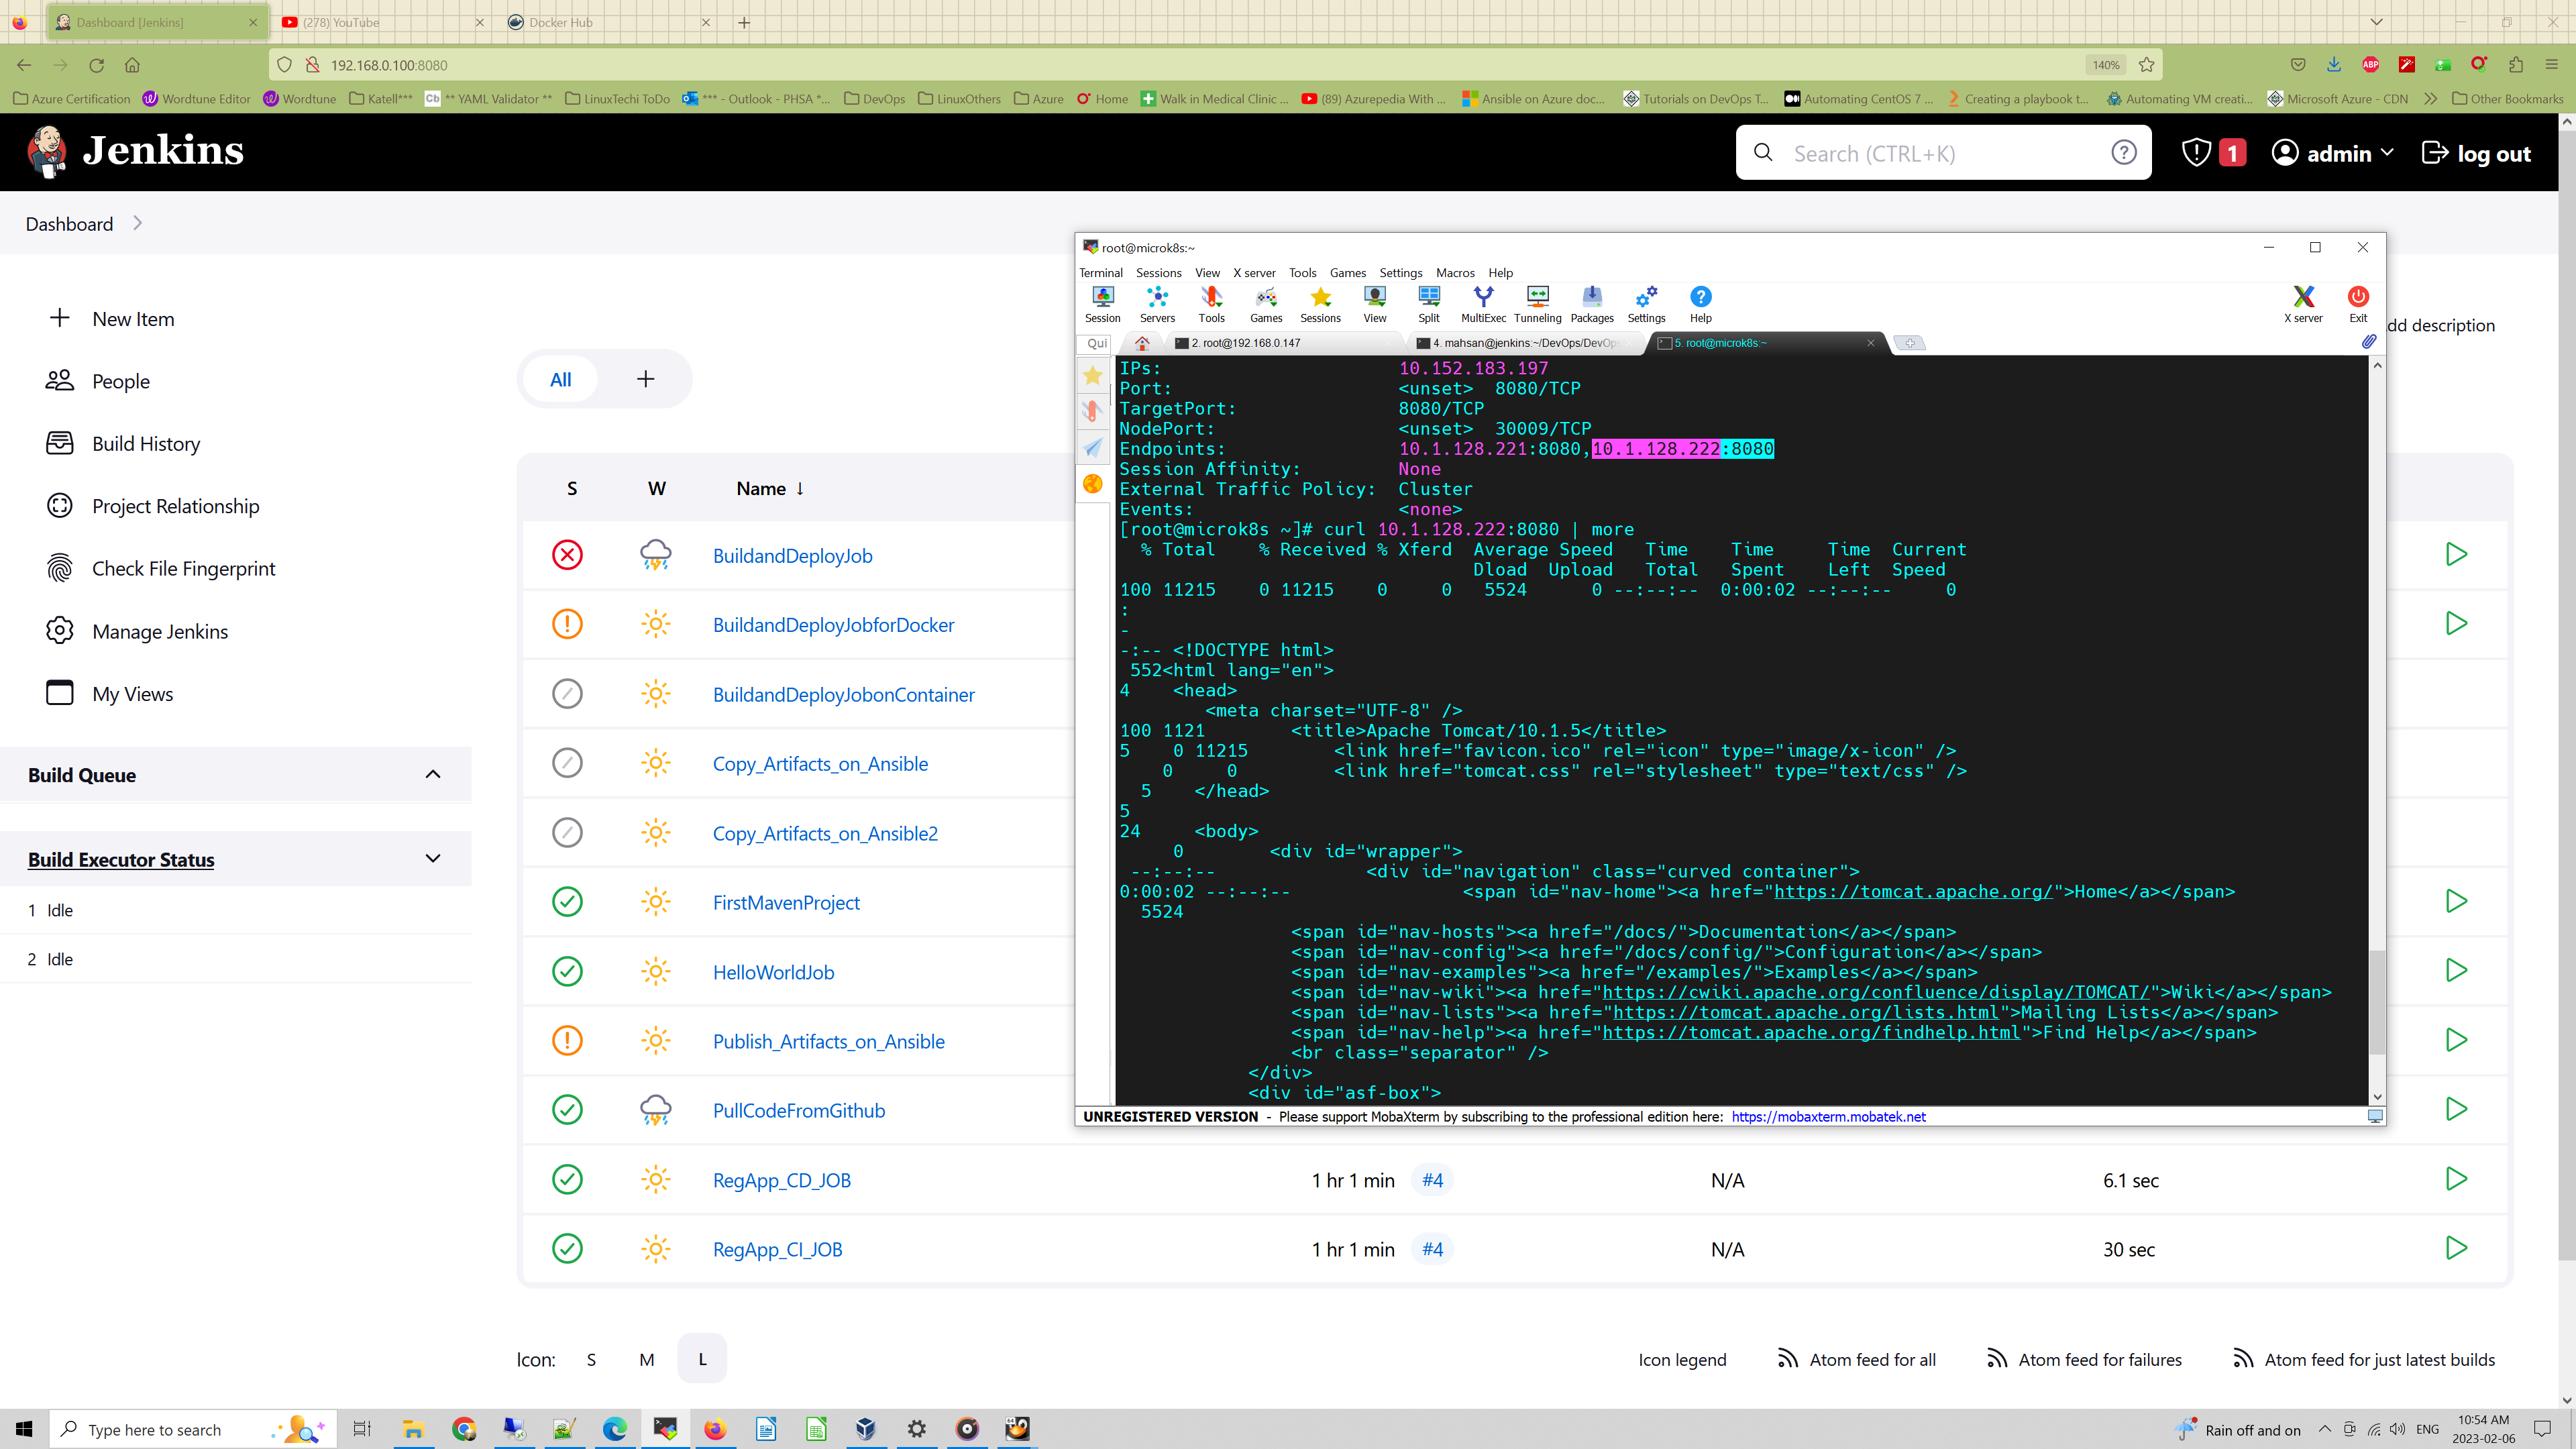 Dashboard [Jenkins]
(278) YouTube
Docker Hub
192.168.0.100:8080
140%
Azure Certification
Wordtune Editor
Wordtune
Katell***
** YAML Validator **
LinuxTechi ToDo
*** - Outlook - PHSA *...
DevOps
LinuxOthers
Azure
Home
Walk in Medical Clinic ...
(89) Azurepedia With ...
Ansible on Azure doc...
Tutorials on DevOps T...
Automating CentOS 7 ...
Creating a playbook t...
Automating VM creati...
Microsoft Azure - CDN
Other Bookmarks
Jenkins
Search (CTRL+K)
1
admin
log out
Dashboard
New Item
People
Build History
Project Relationship
Check File Fingerprint
Manage Jenkins
My Views
Build Queue
Build Executor Status
1 Idle
2 Idle
dd description
All
S W Name ↓
BuildandDeployJob
BuildandDeployJobforDocker
BuildandDeployJobonContainer
Copy_Artifacts_on_Ansible
Copy_Artifacts_on_Ansible2
FirstMavenProject
HelloWorldJob
Publish_Artifacts_on_Ansible
PullCodeFromGithub
RegApp_CD_JOB 1 hr 1 min #4 N/A 6.1 sec
RegApp_CI_JOB 1 hr 1 min #4 N/A 30 sec
root@microk8s:~
Terminal Sessions View X server Tools Games Settings Macros Help
Session Servers Tools Games Sessions View Split MultiExec Tunneling Packages Settings Help X server Exit
Qui
2. root@192.168.0.147
4. mahsan@jenkins:~/DevOps/DevOp
5. root@microk8s:~
IPs: 10.152.183.197
Port: <unset> 8080/TCP
TargetPort: 8080/TCP
NodePort: <unset> 30009/TCP
Endpoints: 10.1.128.221:8080,10.1.128.222:8080
Session Affinity: None
External Traffic Policy: Cluster
Events: <none>
[root@microk8s ~]# curl 10.1.128.222:8080 | more
% Total % Received % Xferd Average Speed Time Time Time Current
Dload Upload Total Spent Left Speed
100 11215 0 11215 0 0 5524 0 --:--:-- 0:00:02 --:--:-- 0
:
-
-:-- <!DOCTYPE html>
552<html lang="en">
4 <head>
<meta charset="UTF-8" />
100 1121 <title>Apache Tomcat/10.1.5</title>
5 0 11215 <link href="favicon.ico" rel="icon" type="image/x-icon" />
0 0 <link href="tomcat.css" rel="stylesheet" type="text/css" />
5 </head>
5
24 <body>
0 <div id="wrapper">
--:--:-- <div id="navigation" class="curved container">
0:00:02 --:--:-- <span id="nav-home"><a href="https://tomcat.apache.org/">Home</a></span>
5524
<span id="nav-hosts"><a href="/docs/">Documentation</a></span>
<span id="nav-config"><a href="/docs/config/">Configuration</a></span>
<span id="nav-examples"><a href="/examples/">Examples</a></span>
<span id="nav-wiki"><a href="https://cwiki.apache.org/confluence/display/TOMCAT/">Wiki</a></span>
<span id="nav-lists"><a href="https://tomcat.apache.org/lists.html">Mailing Lists</a></span>
<span id="nav-help"><a href="https://tomcat.apache.org/findhelp.html">Find Help</a></span>
<br class="separator" />
</div>
<div id="asf-box">
UNREGISTERED VERSION - Please support MobaXterm by subscribing to the professional edition here: https://mobaxterm.mobatek.net
Icon: S M L
Icon legend
Atom feed for all
Atom feed for failures
Atom feed for just latest builds
Type here to search
Rain off and on
ENG
10:54 AM
2023-02-06